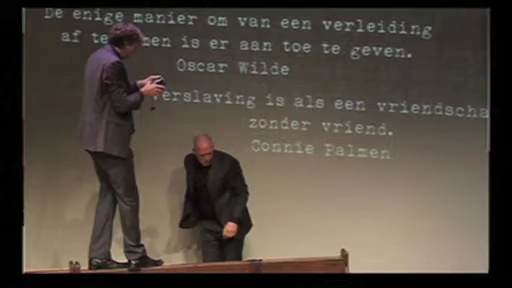 De enige manier om van een verleiding
af te komen is er aan toe te geven.
Oscar Wilde
verslaving is als een vriendscha
zonder vriend.
Connie Palmen